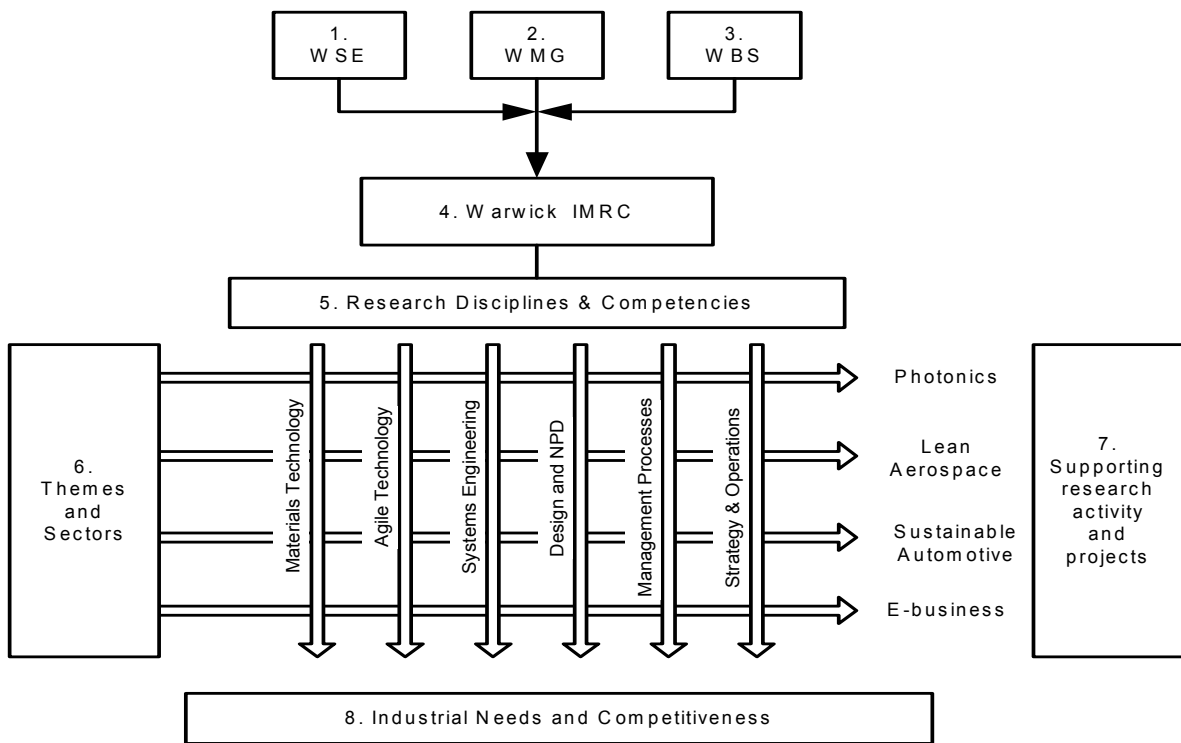 1.
WSE
2.
WMG
3.
WBS
4. Warwick IMRC
5. Research Disciplines & Competencies
6.
Themes
and
Sectors
Materials Technology
Agile Technology
Systems Engineering
Design and NPD
Management Processes
Strategy & Operations
Photonics
Lean
Aerospace
Sustainable
Automotive
E-business
7.
Supporting
research
activity
and
projects
8. Industrial Needs and Competitiveness